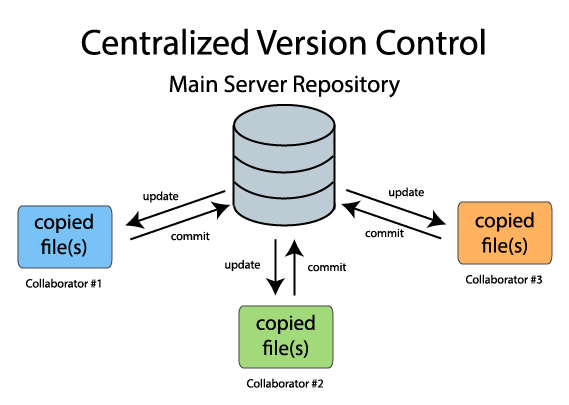 Centralized Version Control
Main Server Repository
update
commit
copied
file(s)
Collaborator #1
update
commit
copied
file(s)
Collaborator #2
update
commit
copied
file(s)
Collaborator #3